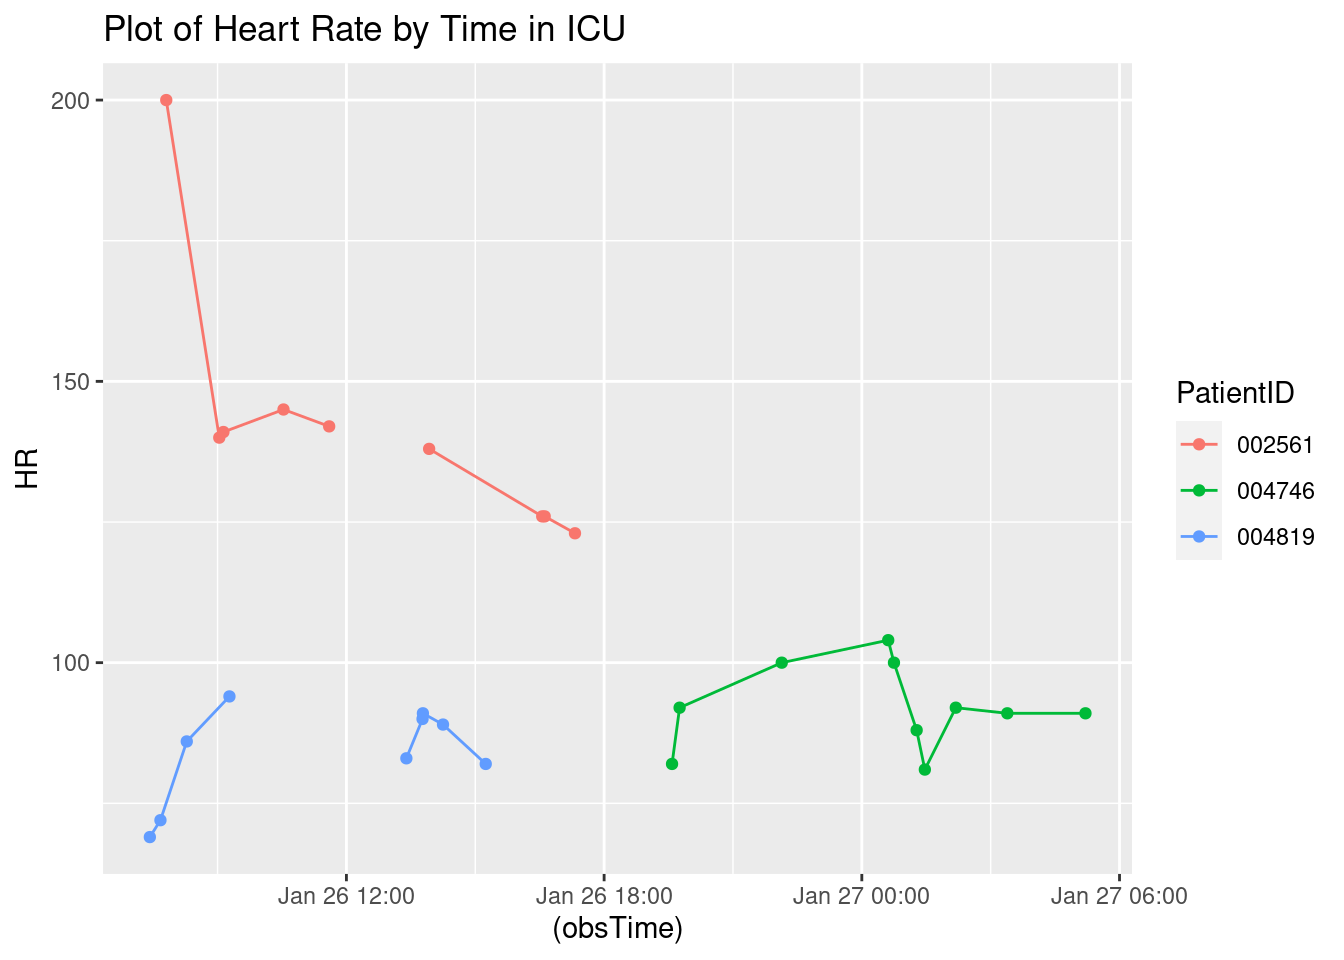 Plot of Heart Rate by Time in ICU
200
150
100
HR
Jan 26 12:00
Jan 26 18:00
Jan 27 00:00
Jan 27 06:00
(obsTime)
PatientID
002561
004746
004819